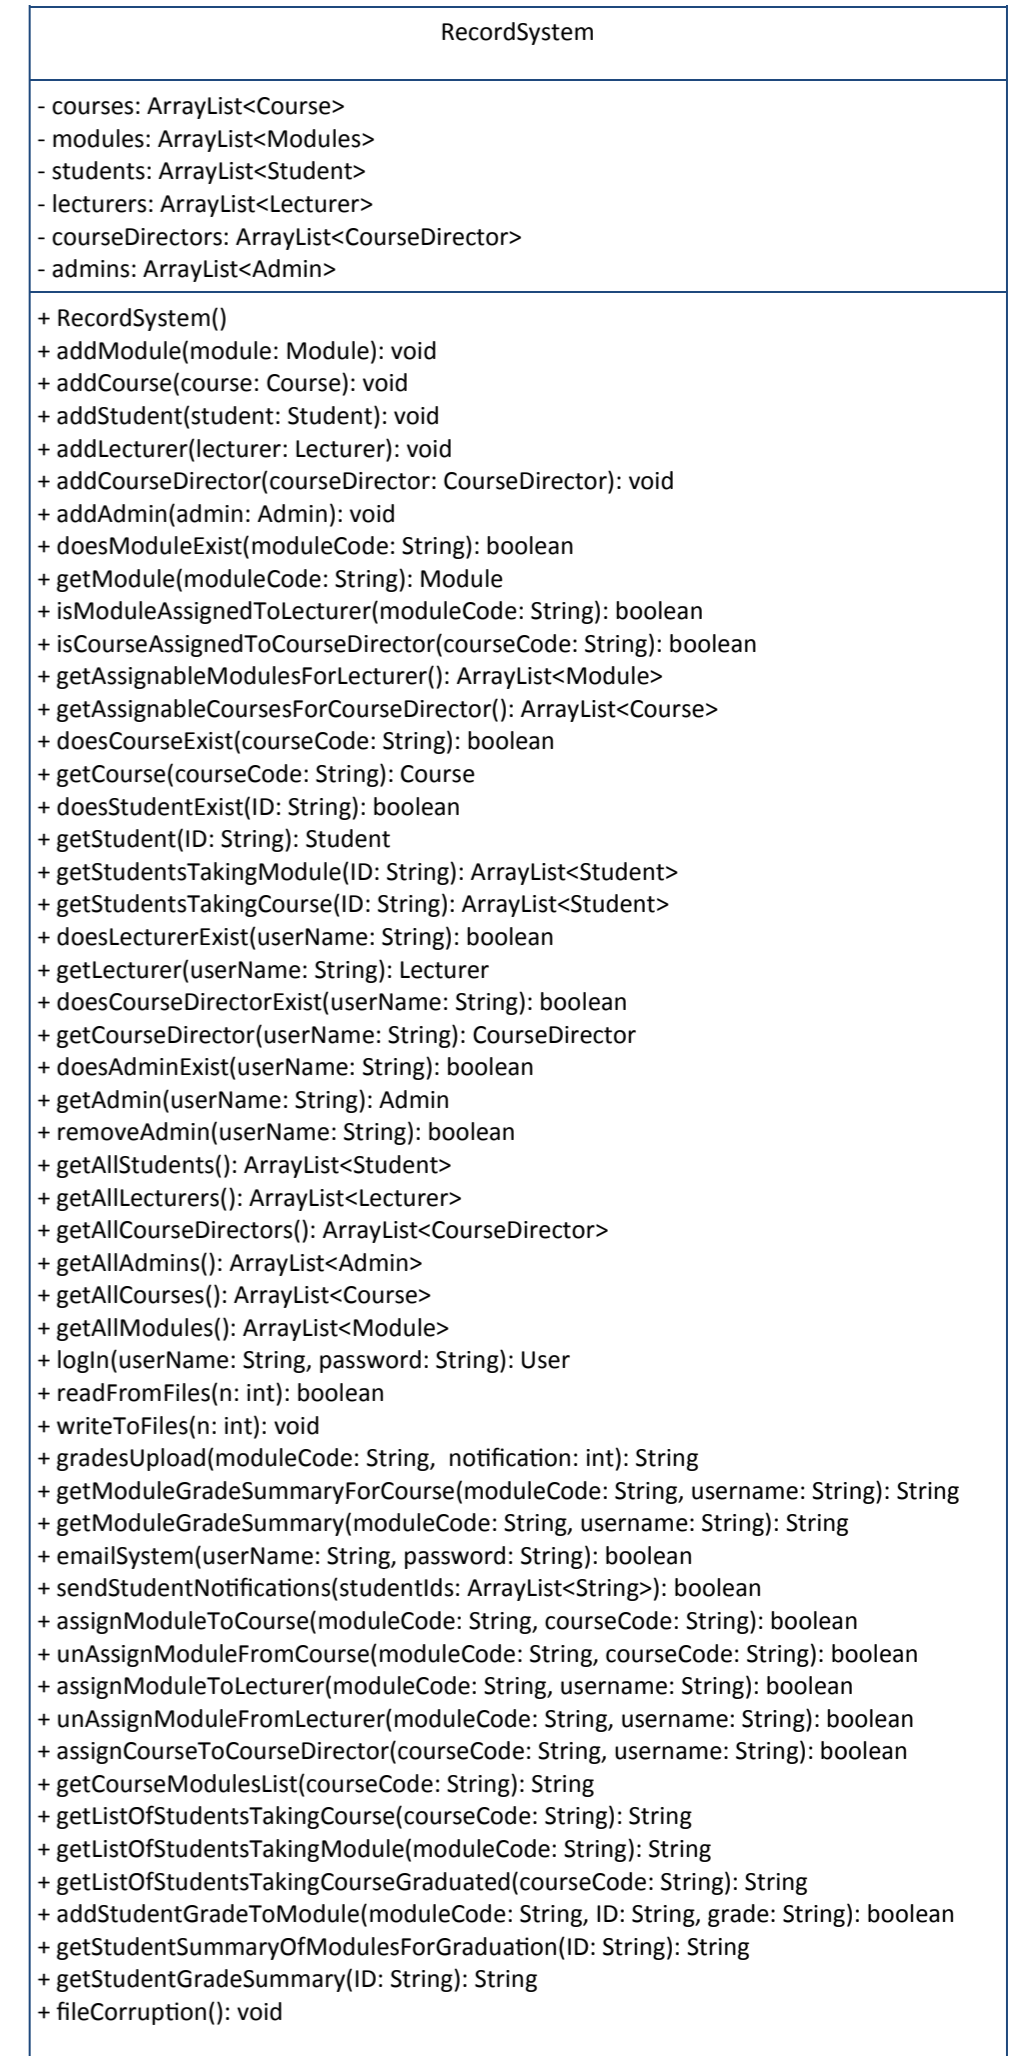 RecordSystem
- courses: ArrayList<Course>
- modules: ArrayList<Modules>
- students: ArrayList<Student>
- lecturers: ArrayList<Lecturer>
- courseDirectors: ArrayList<CourseDirector>
- admins: ArrayList<Admin>
+ RecordSystem()
+ addModule(module: Module): void
+ addCourse(course: Course): void
+ addStudent(student: Student): void
+ addLecturer(lecturer: Lecturer): void
+ addCourseDirector(courseDirector: CourseDirector): void
+ addAdmin(admin: Admin): void
+ doesModuleExist(moduleCode: String): boolean
+ getModule(moduleCode: String): Module
+ isModuleAssignedToLecturer(moduleCode: String): boolean
+ isCourseAssignedToCourseDirector(courseCode: String): boolean
+ getAssignableModulesForLecturer(): ArrayList<Module>
+ getAssignableCoursesForCourseDirector(): ArrayList<Course>
+ doesCourseExist(courseCode: String): boolean
+ getCourse(courseCode: String): Course
+ doesStudentExist(ID: String): boolean
+ getStudent(ID: String): Student
+ getStudentsTakingModule(ID: String): ArrayList<Student>
+ getStudentsTakingCourse(ID: String): ArrayList<Student>
+ doesLecturerExist(userName: String): boolean
+ getLecturer(userName: String): Lecturer
+ doesCourseDirectorExist(userName: String): boolean
+ getCourseDirector(userName: String): CourseDirector
+ doesAdminExist(userName: String): boolean
+ getAdmin(userName: String): Admin
+ removeAdmin(userName: String): boolean
+ getAllStudents(): ArrayList<Student>
+ getAllLecturers(): ArrayList<Lecturer>
+ getAllCourseDirectors(): ArrayList<CourseDirector>
+ getAllAdmins(): ArrayList<Admin>
+ getAllCourses(): ArrayList<Course>
+ getAllModules(): ArrayList<Module>
+ logIn(userName: String, password: String): User
+ readFromFiles(n: int): boolean
+ writeToFiles(n: int): void
+ gradesUpload(moduleCode: String,  notification: int): String
+ getModuleGradeSummaryForCourse(moduleCode: String, username: String): String
+ getModuleGradeSummary(moduleCode: String, username: String): String
+ emailSystem(userName: String, password: String): boolean
+ sendStudentNotifications(studentIds: ArrayList<String>): boolean
+ assignModuleToCourse(moduleCode: String, courseCode: String): boolean
+ unAssignModuleFromCourse(moduleCode: String, courseCode: String): boolean
+ assignModuleToLecturer(moduleCode: String, username: String): boolean
+ unAssignModuleFromLecturer(moduleCode: String, username: String): boolean
+ assignCourseToCourseDirector(courseCode: String, username: String): boolean
+ getCourseModulesList(courseCode: String): String
+ getListOfStudentsTakingCourse(courseCode: String): String
+ getListOfStudentsTakingModule(moduleCode: String): String
+ getListOfStudentsTakingCourseGraduated(courseCode: String): String
+ addStudentGradeToModule(moduleCode: String, ID: String, grade: String): boolean
+ getStudentSummaryOfModulesForGraduation(ID: String): String
+ getStudentGradeSummary(ID: String): String
+ fileCorruption(): void